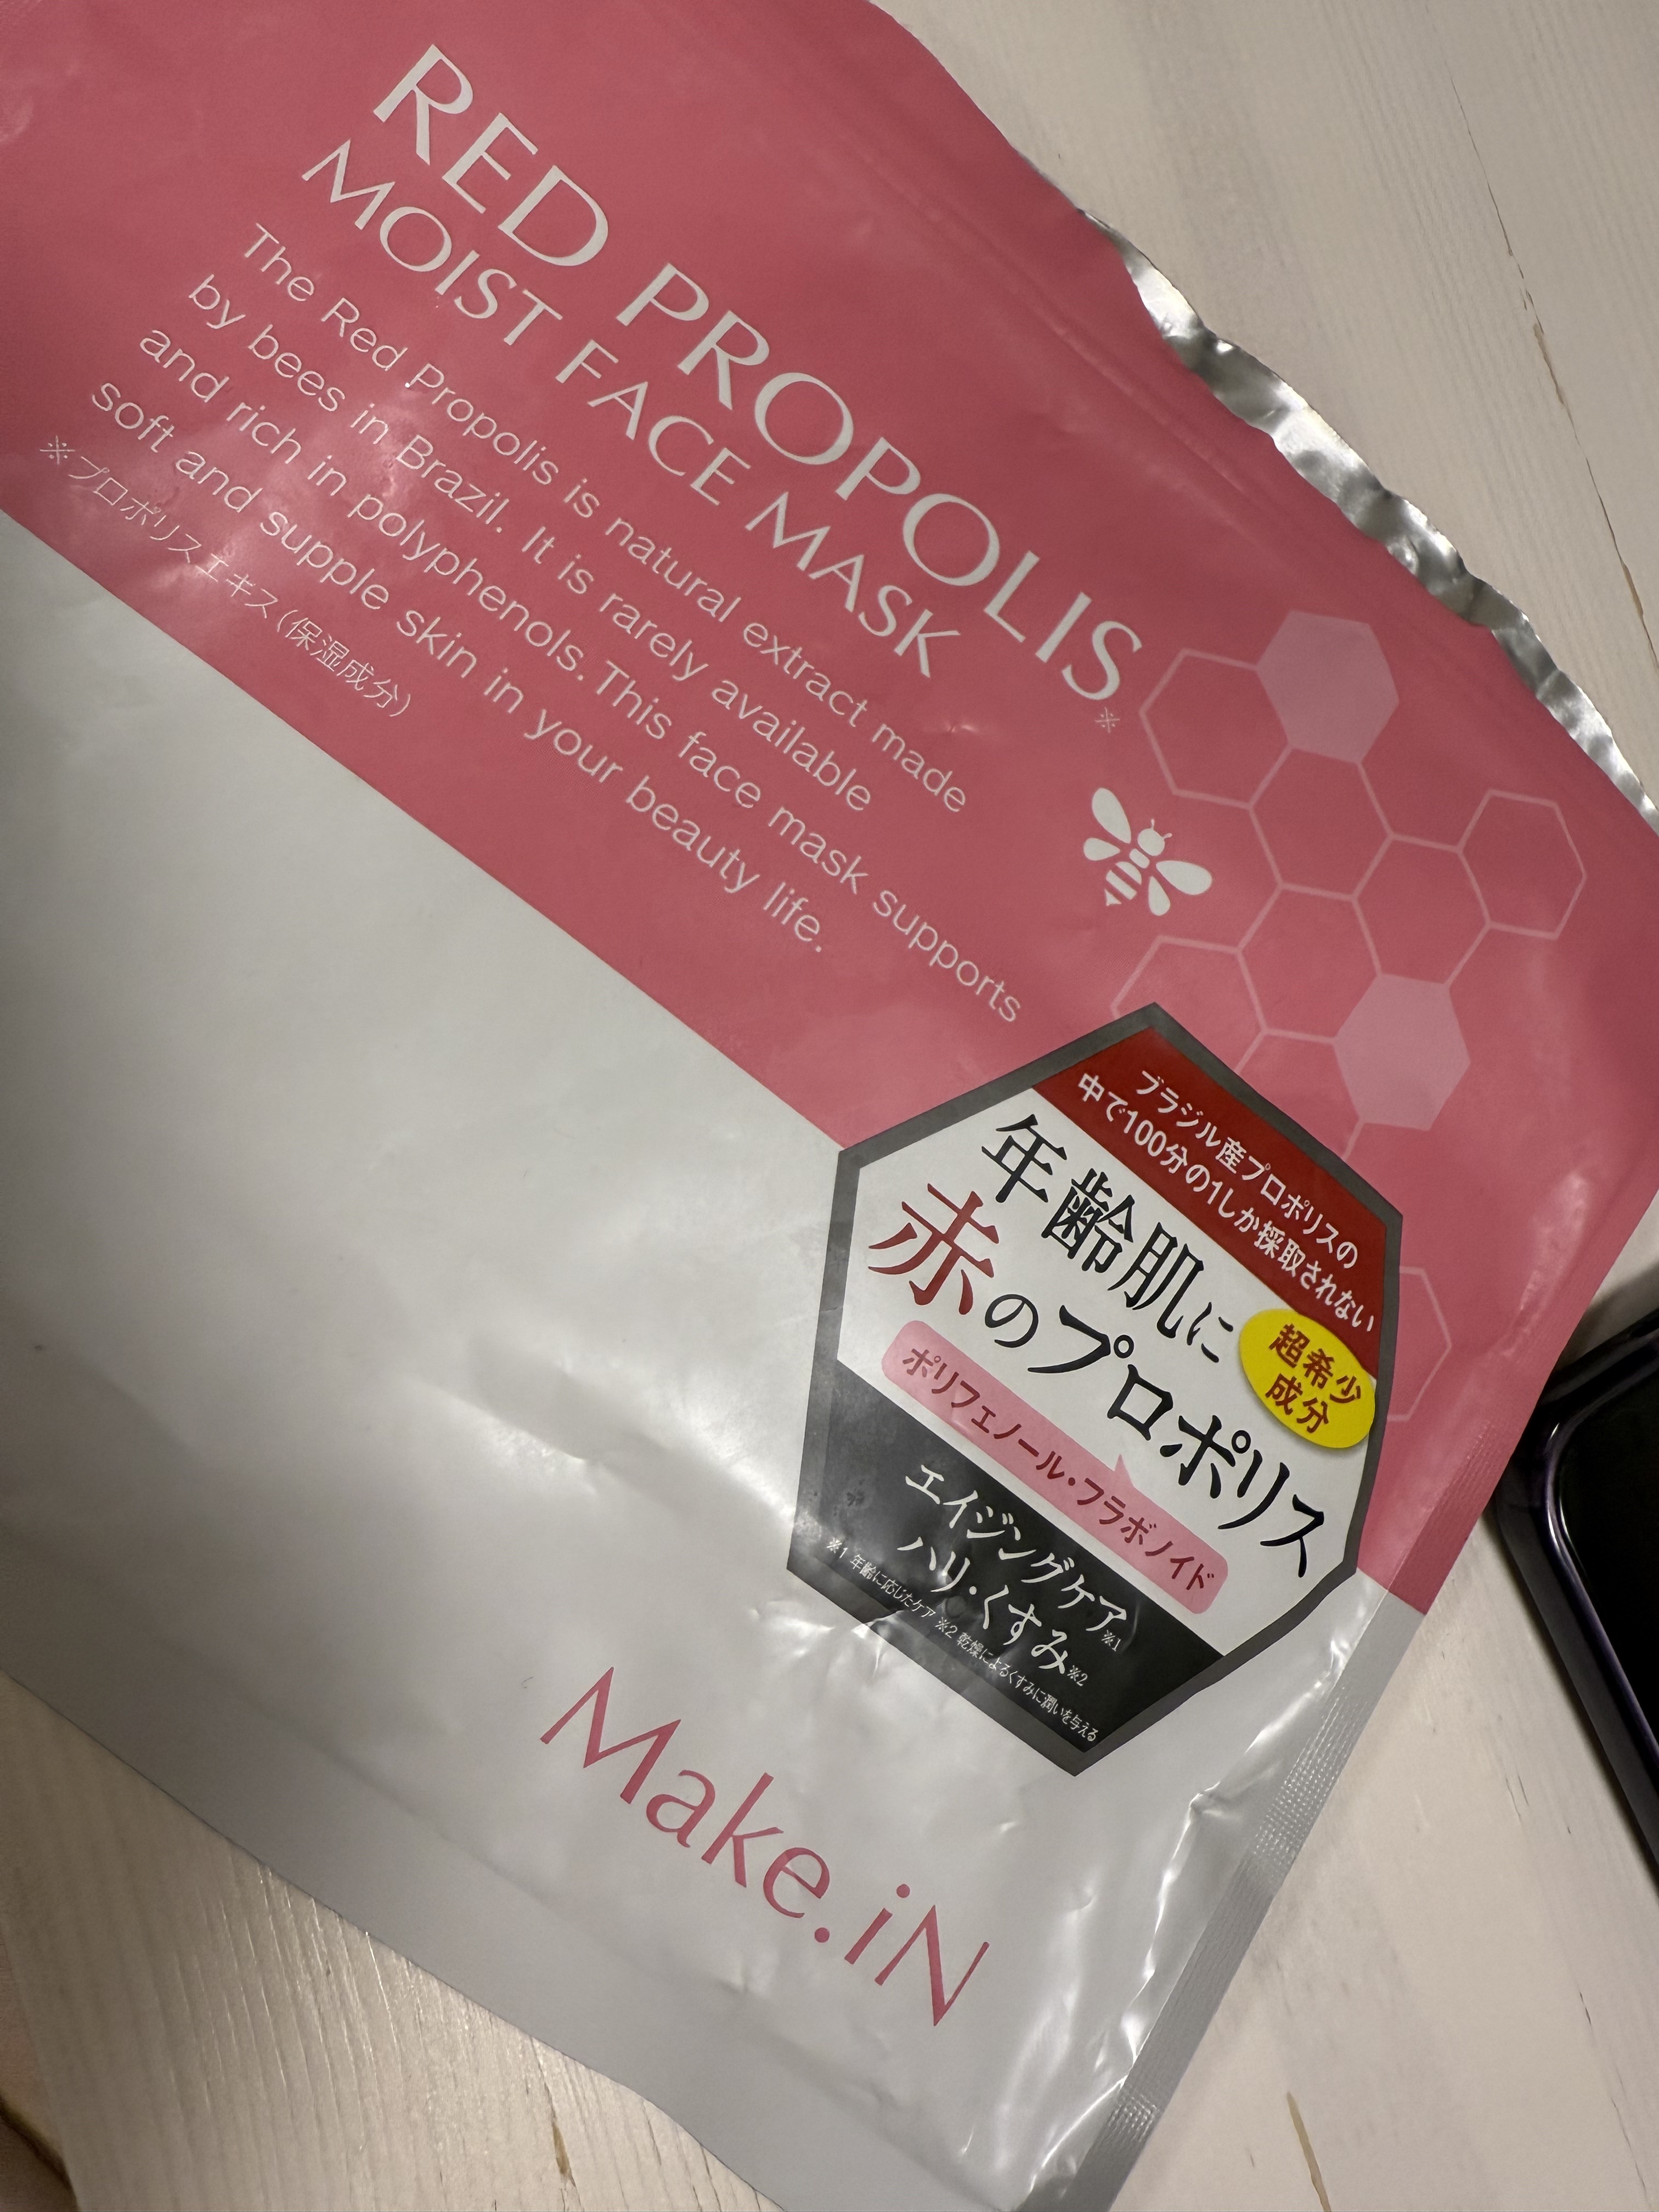 RED PROPOLIS※
MOIST FACE MASK
The Red Propolis is natural extract made
by bees in Brazil. It is rarely available
and rich in polyphenols. This face mask supports
soft and supple skin in your beauty life.
※プロポリスエキス(保湿成分)
ブラジル産プロポリスの
中で100分の1しか採取されない
超希少
成分
年齢肌に
赤のプロポリス
ポリフェノール・フラボノイド
エイジングケア※1
ハリ・くすみ※2
※1 年齢に応じたケア ※2 乾燥によるくすみに潤いを与える
Make.iN